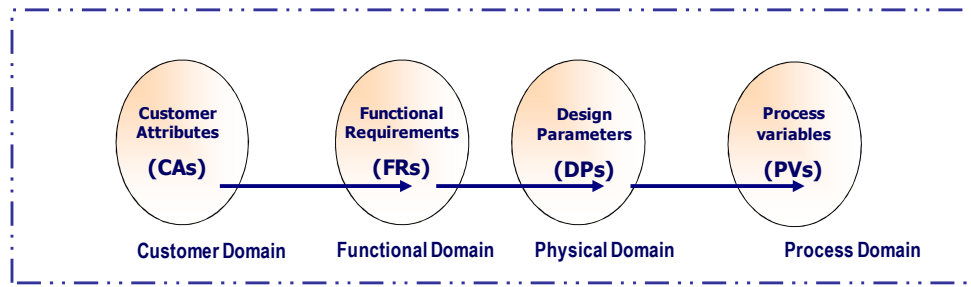 Customer
Attributes
(CAs)
Functional
Requirements
(FRs)
Design
Parameters
(DPs)
Process
variables
(PVs)
Customer Domain
Functional Domain
Physical Domain
Process Domain